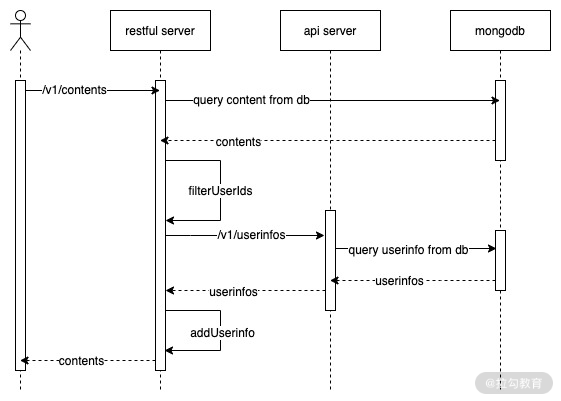 restful server
api server
mongodb
/v1/contents
query content from db
contents
filterUserIds
/v1/userinfos
query userinfo from db
userinfos
userinfos
addUserinfo
contents
@拉勾教育